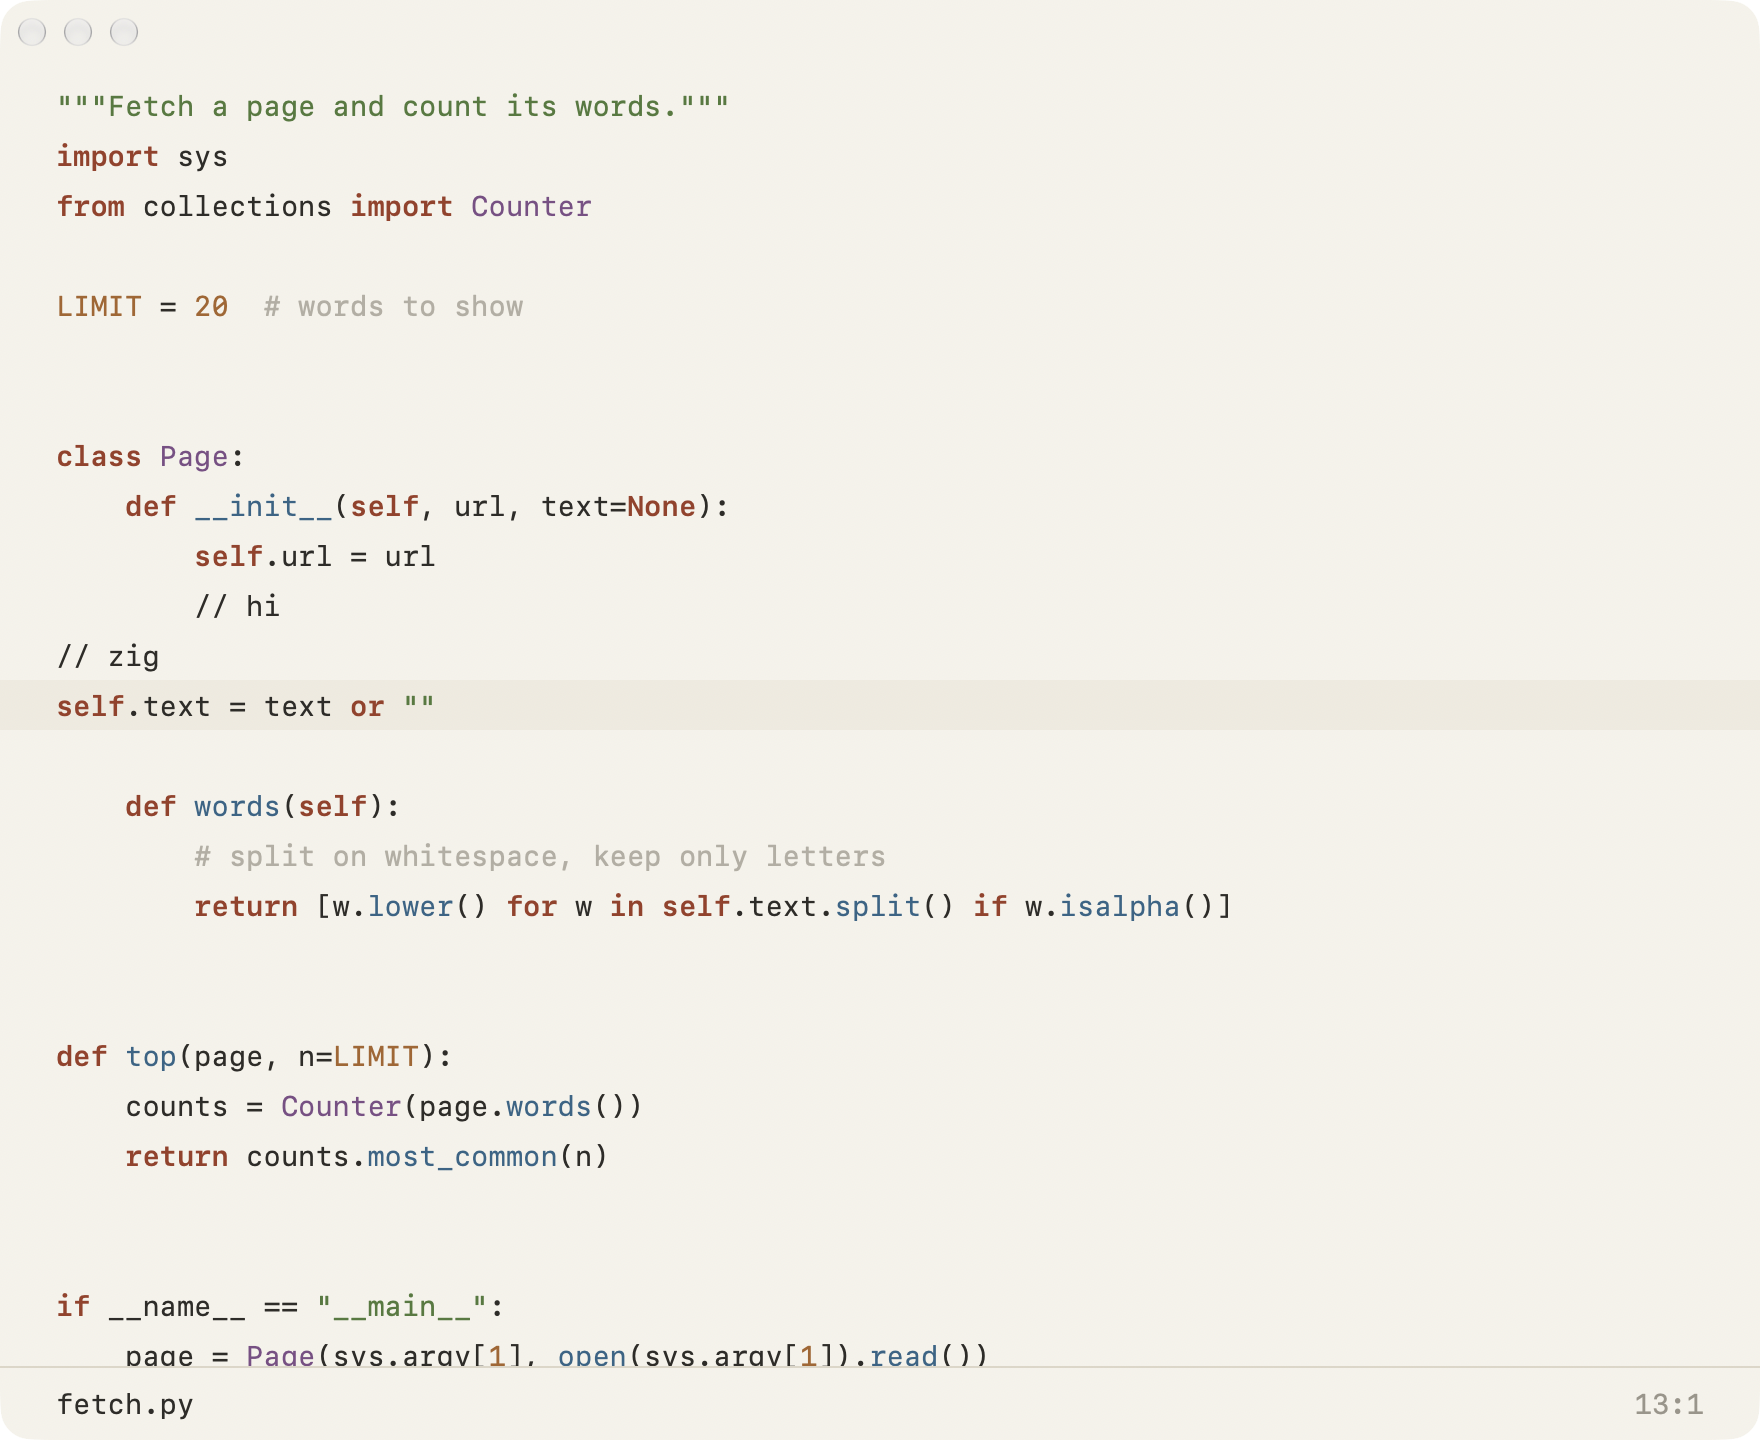 """Fetch a page and count its words."""
import sys
from collections import Counter

LIMIT = 20  # words to show


class Page:
    def __init__(self, url, text=None):
        self.url = url
        // hi
// zig
self.text = text or ""

    def words(self):
        # split on whitespace, keep only letters
        return [w.lower() for w in self.text.split() if w.isalpha()]


def top(page, n=LIMIT):
    counts = Counter(page.words())
    return counts.most_common(n)


if __name__ == "__main__":
    page = Page(sys.argv[1], open(sys.argv[1]).read())
fetch.py
13:1